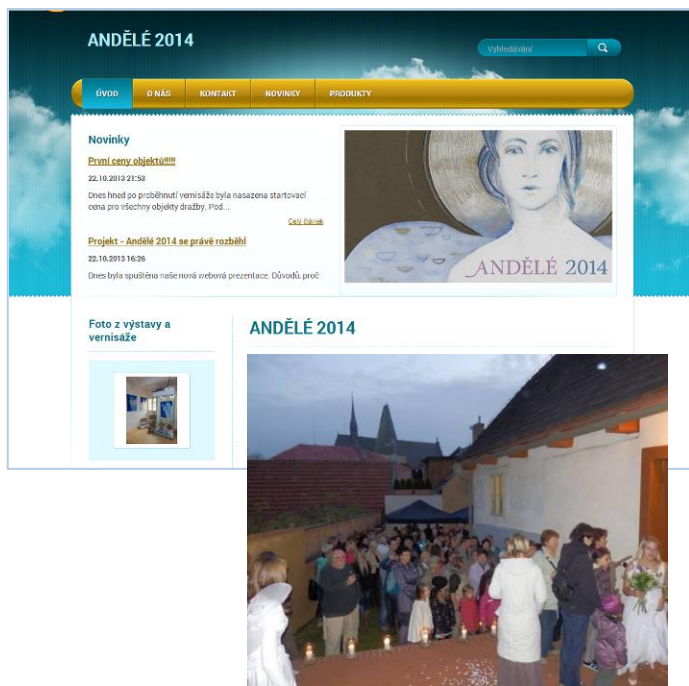 ANDĚLÉ 2014
Vyhledávání
ÚVOD O NÁS KONTAKT NOVINKY PRODUKTY
Novinky
První ceny objektů!!!!!
22.10.2013 21:53
Dnes hned po proběhnutí vernisáže byla nasazena startovací
cena pro všechny objekty dražby. Pod...
Celý článek
Projekt - Andělé 2014 se právě rozběhl
22.10.2013 16:26
Dnes byla spuštěna naše nová webová prezentace. Důvodů, proč
ANDĚLÉ 2014
Foto z výstavy a
vernisáže
ANDĚLÉ 2014